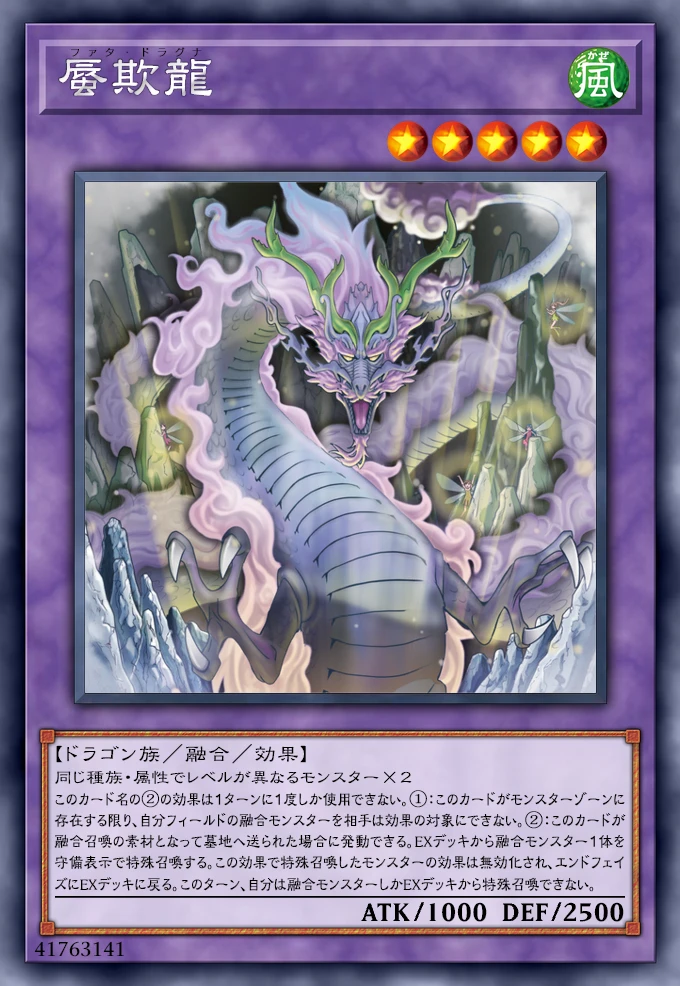 ファタ・ドラグナ
蜃欺龍
かぜ
風
【ドラゴン族／融合／効果】
同じ種族・属性でレベルが異なるモンスター×２
このカード名の②の効果は１ターンに１度しか使用できない。①：このカードがモンスターゾーンに
存在する限り、自分フィールドの融合モンスターを相手は効果の対象にできない。②：このカードが
融合召喚の素材となって墓地へ送られた場合に発動できる。EXデッキから融合モンスター１体を
守備表示で特殊召喚する。この効果で特殊召喚したモンスターの効果は無効化され、エンドフェイ
ズにEXデッキに戻る。このターン、自分は融合モンスターしかEXデッキから特殊召喚できない。
ATK/1000 DEF/2500
41763141